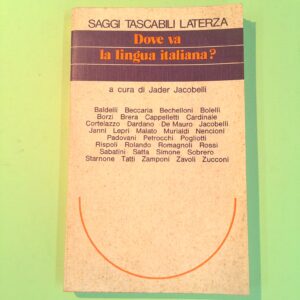 SAGGI TASCABILI LATERZA
Dove va
la lingua italiana?
a cura di Jader Jacobelli
Baldelli Beccaria Bechelloni Bolelli
Borzi Brera Cappelletti Cardinale
Cortelazzo Dardano De Mauro Jacobelli
Janni Lepri Malato Murialdi Nencioni
Padovani Petrocchi Pogliotti
Rispoli Rolando Romagnoli Rossi
Sabatini Satta Simone Sobrero
Starnone Tatti Zamponi Zavoli Zucconi